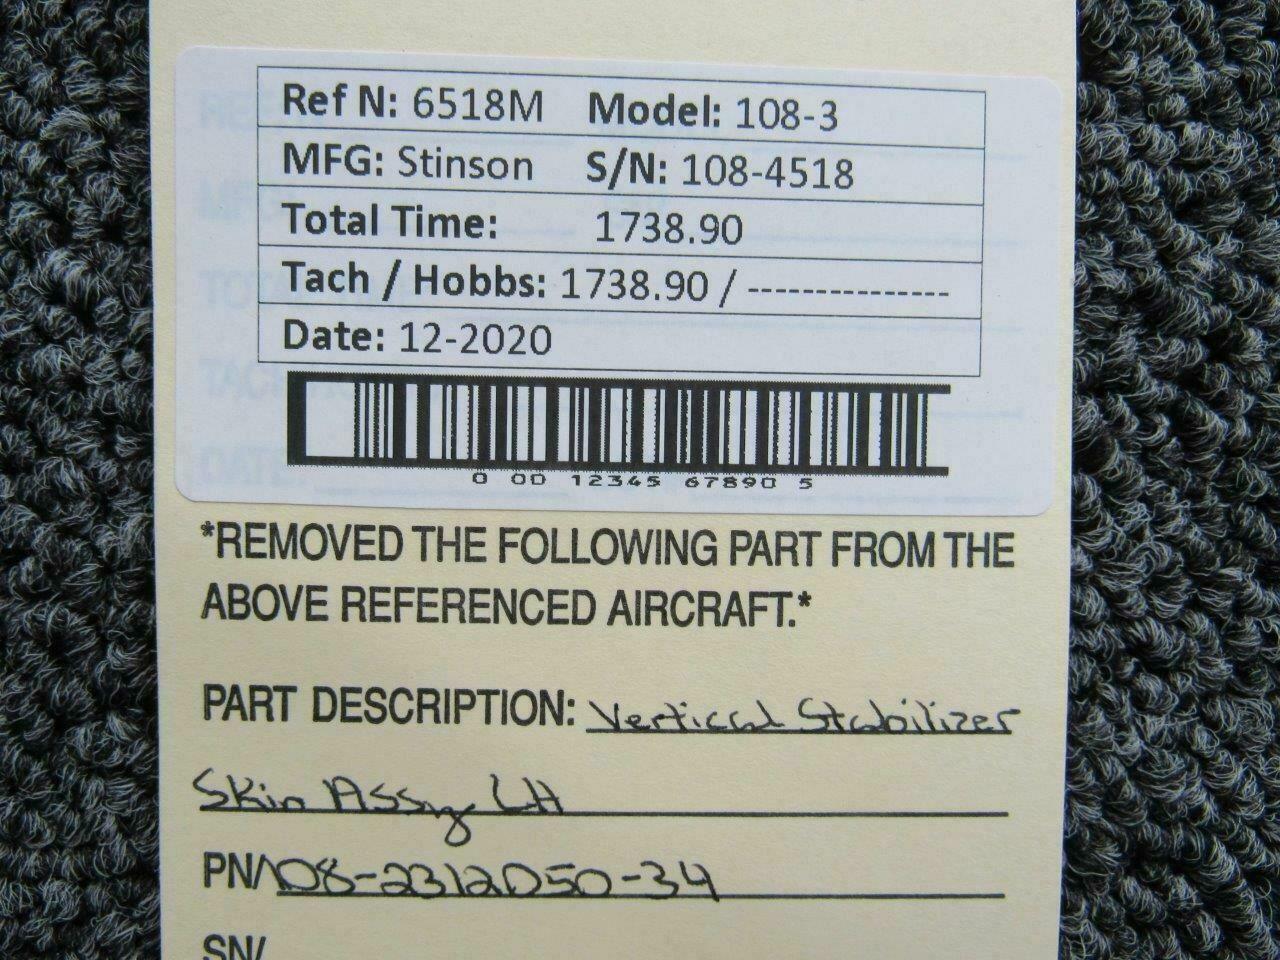 Ref N: 6518M Model: 108-3
MFG: Stinson S/N: 108-4518
Total Time: 1738.90
Tach / Hobbs: 1738.90 / ---------------
Date: 12-2020
0 00 12345 67890 5
*REMOVED THE FOLLOWING PART FROM THE
ABOVE REFERENCED AIRCRAFT.*
PART DESCRIPTION: Vertical Stabilizer
Skin Assy LH
PN/108-2312050-34
SN/